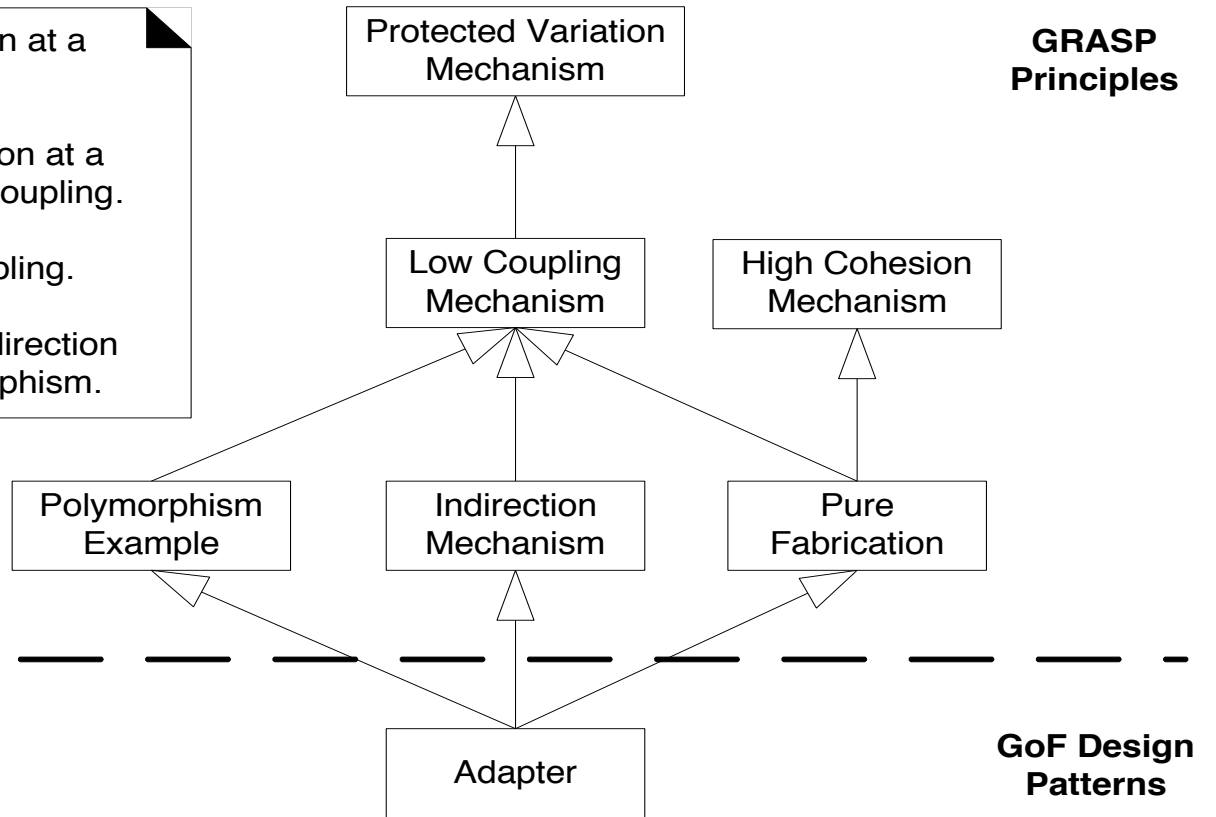 n at a
on at a
oupling.
pling.
direction
phism.
Protected Variation
Mechanism
GRASP
Principles
Low Coupling
Mechanism
High Cohesion
Mechanism
Polymorphism
Example
Indirection
Mechanism
Pure
Fabrication
Adapter
GoF Design
Patterns